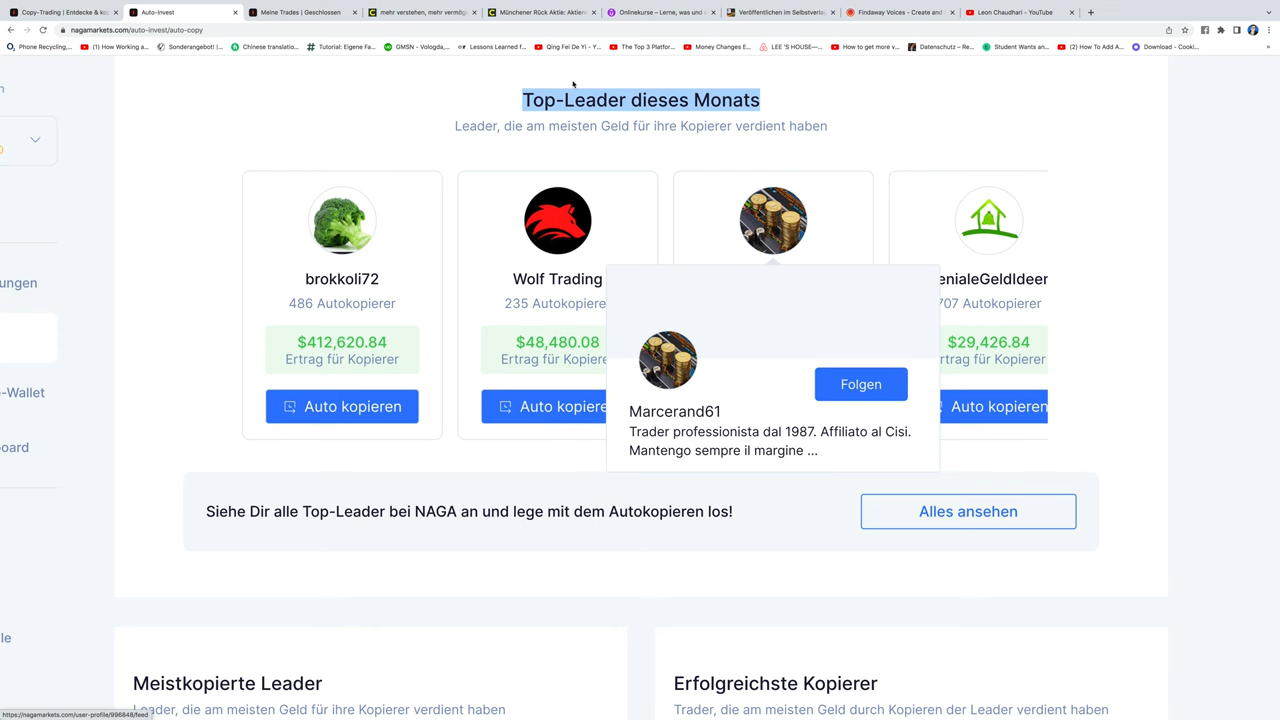 Copy-Trading | Entdecke & ko
Auto-Invest
Meine Trades | Geschlossen
mehr verstehen, mehr vermög
Münchener Rück Aktie: Aktien
Onlinekurse – Lerne, was und
Veröffentlichen im Selbstverlag
Findaway Voices - Create and
Leon Chaudhari - YouTube
nagamarkets.com/auto-invest/auto-copy
Phone Recycling,...
(1) How Working a...
Sonderangebot! |...
Chinese translatio...
Tutorial: Eigene Fa...
GMSN - Vologda,...
Lessons Learned f...
Qing Fei De Yi - Y...
The Top 3 Platfor...
Money Changes E...
LEE 'S HOUSE—...
How to get more v...
Datenschutz – Re...
Student Wants an...
(2) How To Add A...
Download - Cooki...
Top-Leader dieses Monats
Leader, die am meisten Geld für ihre Kopierer verdient haben
brokkoli72
486 Autokopierer
$412,620.84
Ertrag für Kopierer
Auto kopieren
Wolf Trading
235 Autokopiere
$48,480.08
Ertrag für Ko
Auto kopiere
enialeGeldIdeen
707 Autokopierer
$29,426.84
rtrag für Kopierer
Auto kopieren
Folgen
Marcerand61
Trader professionista dal 1987. Affiliato al Cisi.
Mantengo sempre il margine ...
ungen
-Wallet
oard
le
Siehe Dir alle Top-Leader bei NAGA an und lege mit dem Autokopieren los!
Alles ansehen
Meistkopierte Leader
Leader, die am meisten Geld für ihre Kopierer verdient haben
Erfolgreichste Kopierer
Trader, die am meisten Geld durch Kopieren der Leader verdient haben
https://nagamarkets.com/user-profile/996848/feed